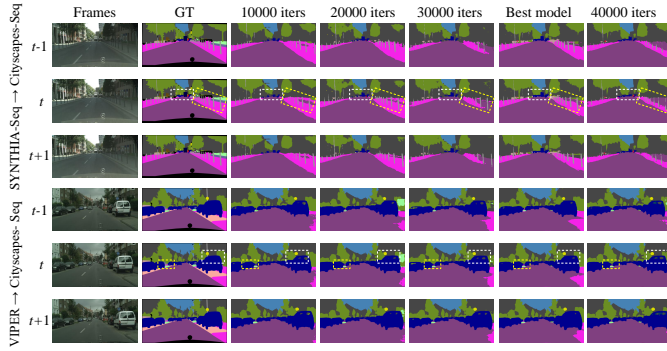 Frames GT 10000 iters 20000 iters 30000 iters Best model 40000 iters
SYNTHIA-Seq → Cityscapes-Seq
t-1
t
t+1
VIPER → Cityscapes- Seq
t-1
t
t+1